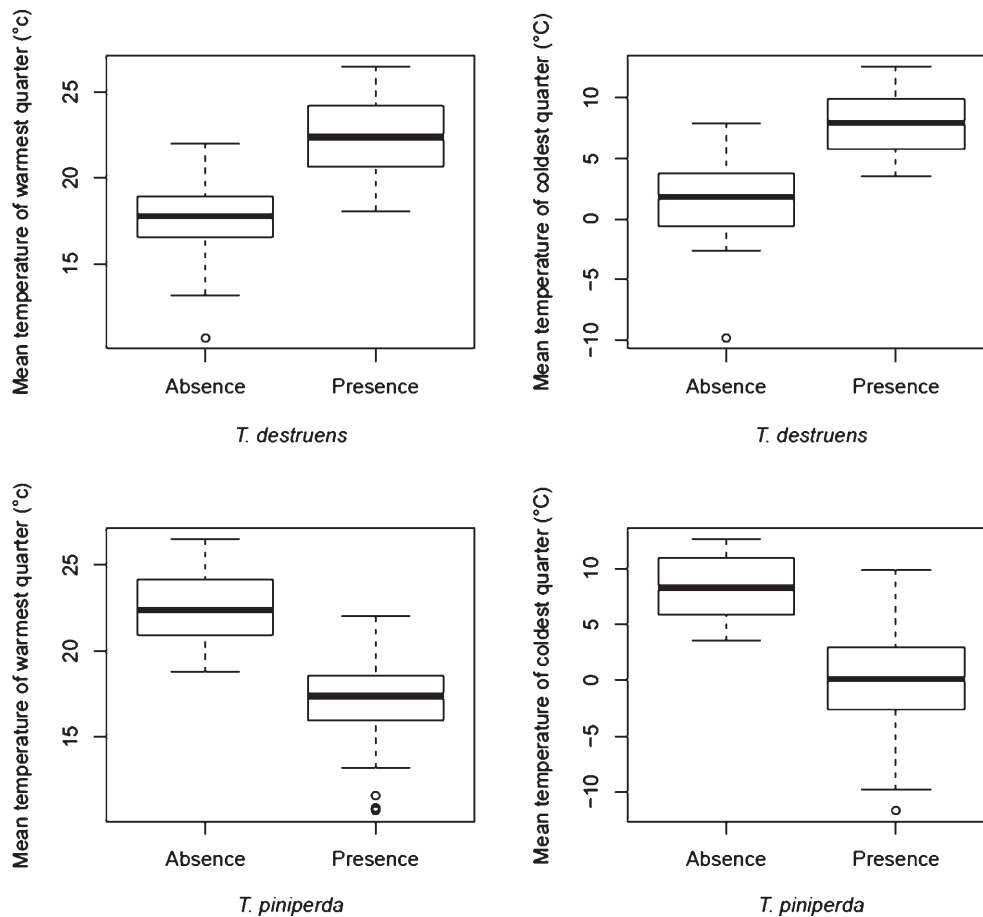 Mean temperature of warmest quarter (°c)
25
20
15
Absence Presence
T. destruens
Mean temperature of coldest quarter (°C)
10
5
0
−5
−10
Absence Presence
T. destruens
Mean temperature of warmest quarter (°c)
25
20
15
Absence Presence
T. piniperda
Mean temperature of coldest quarter (°C)
10
5
0
−5
−10
Absence Presence
T. piniperda